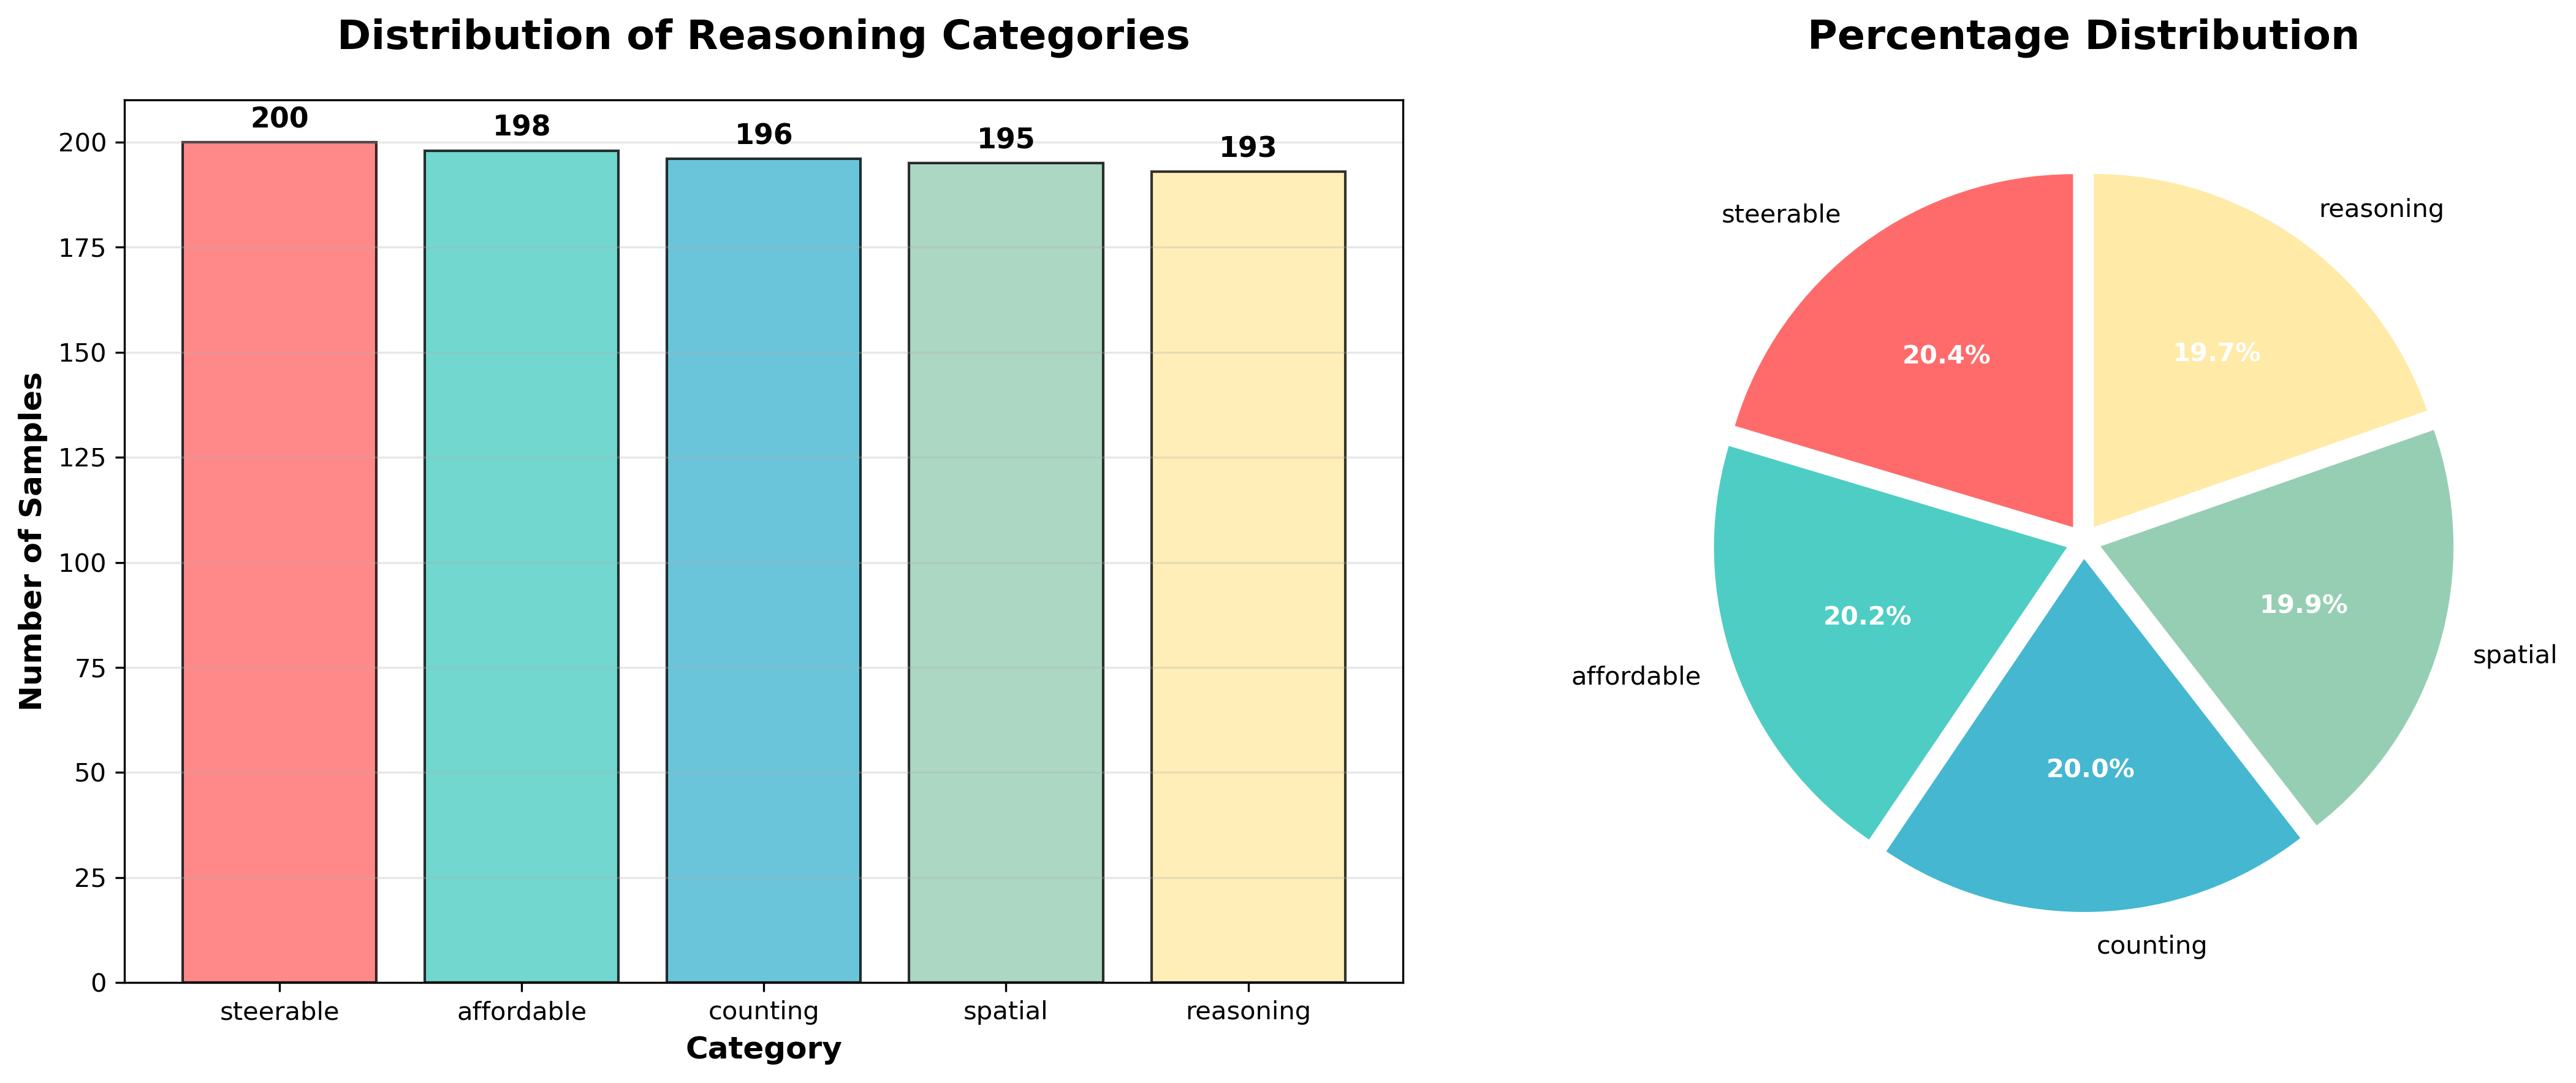 Distribution of Reasoning Categories
Number of Samples
200
175
150
125
100
75
50
25
0
200
198
196
195
193
steerable
affordable
counting
spatial
reasoning
Category
Percentage Distribution
steerable
20.4%
affordable
20.2%
counting
20.0%
spatial
19.9%
reasoning
19.7%